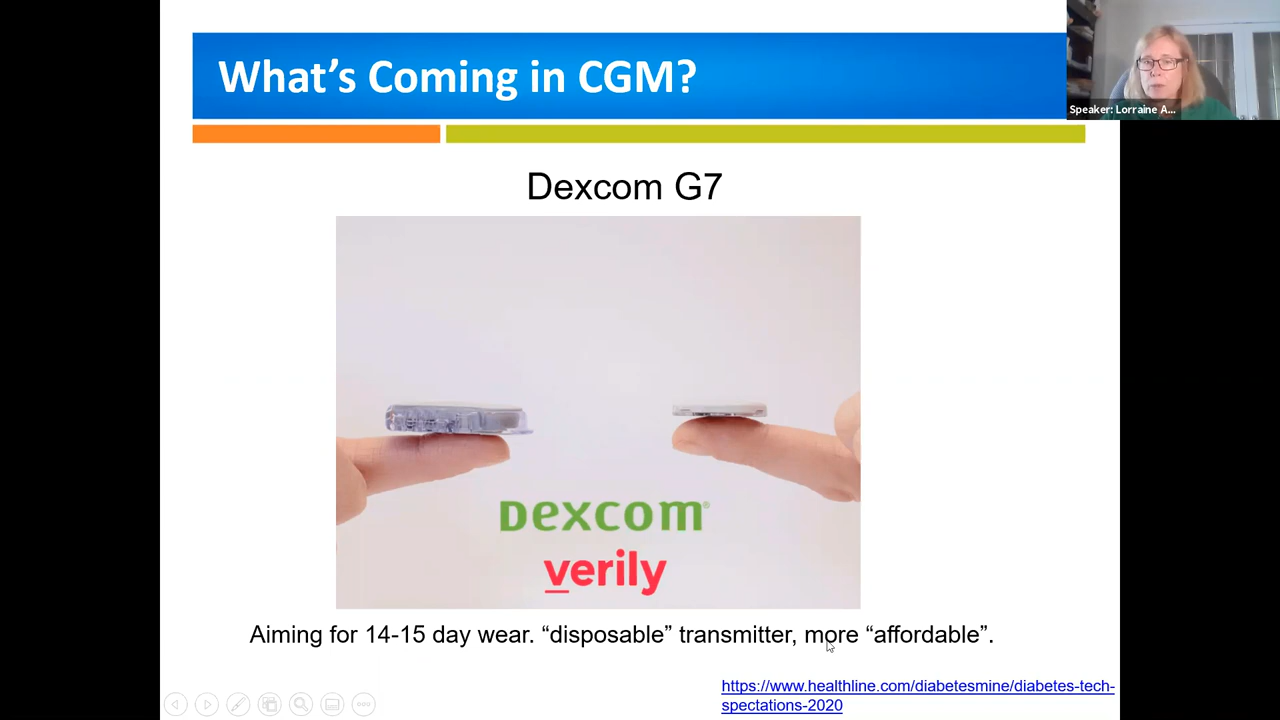 What's Coming in CGM?
Speaker: Lorraine A...
Dexcom G7
Dexcom®
verily
Aiming for 14-15 day wear. “disposable” transmitter, more “affordable”.
https://www.healthline.com/diabetesmine/diabetes-tech-
spectations-2020